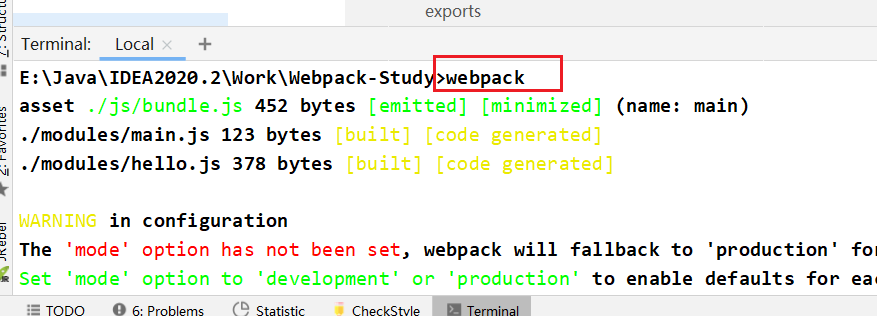 exports
Terminal: Local × +
E:\Java\IDEA2020.2\Work\Webpack-Study>webpack
asset ./js/bundle.js 452 bytes [emitted] [minimized] (name: main)
./modules/main.js 123 bytes [built] [code generated]
./modules/hello.js 378 bytes [built] [code generated]
WARNING in configuration
The 'mode' option has not been set, webpack will fallback to 'production' for
Set 'mode' option to 'development' or 'production' to enable defaults for eac
TODO 6: Problems Statistic CheckStyle Terminal
2: Favorites
JRebel